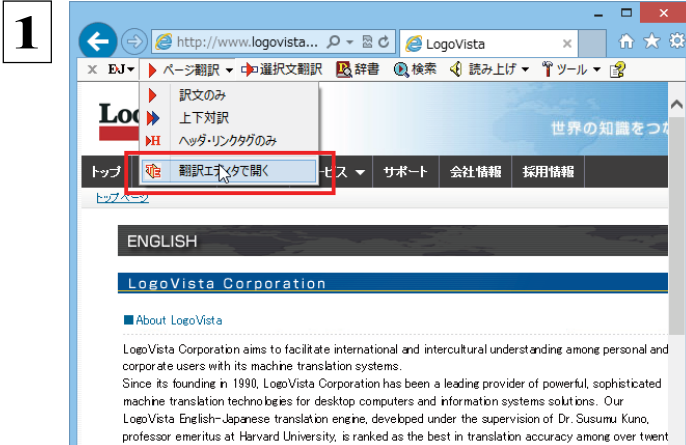 1
http://www.logovista...
LogoVista
EJ ページ翻訳 選択文翻訳 辞書 検索 読み上げ ツール
訳文のみ
上下対訳
ヘッダ・リンクタグのみ
翻訳エディタで開く
Lo
世界の知識をつな
トップ ービス サポート 会社情報 採用情報
トップページ
ENGLISH
LogoVista Corporation
■About LogoVista
LogoVista Corporation aims to facilitate international and intercultural understanding among personal and
corporate users with its machine translation systems.
Since its founding in 1990, LogoVista Corporation has been a leading provider of powerful, sophisticated
machine translation technologies for desktop computers and information systems solutions. Our
LogoVista English-Japanese translation engine, developed under the supervision of Dr. Susumu Kuno,
professor emeritus at Harvard University, is ranked as the best in translation accuracy among over twent